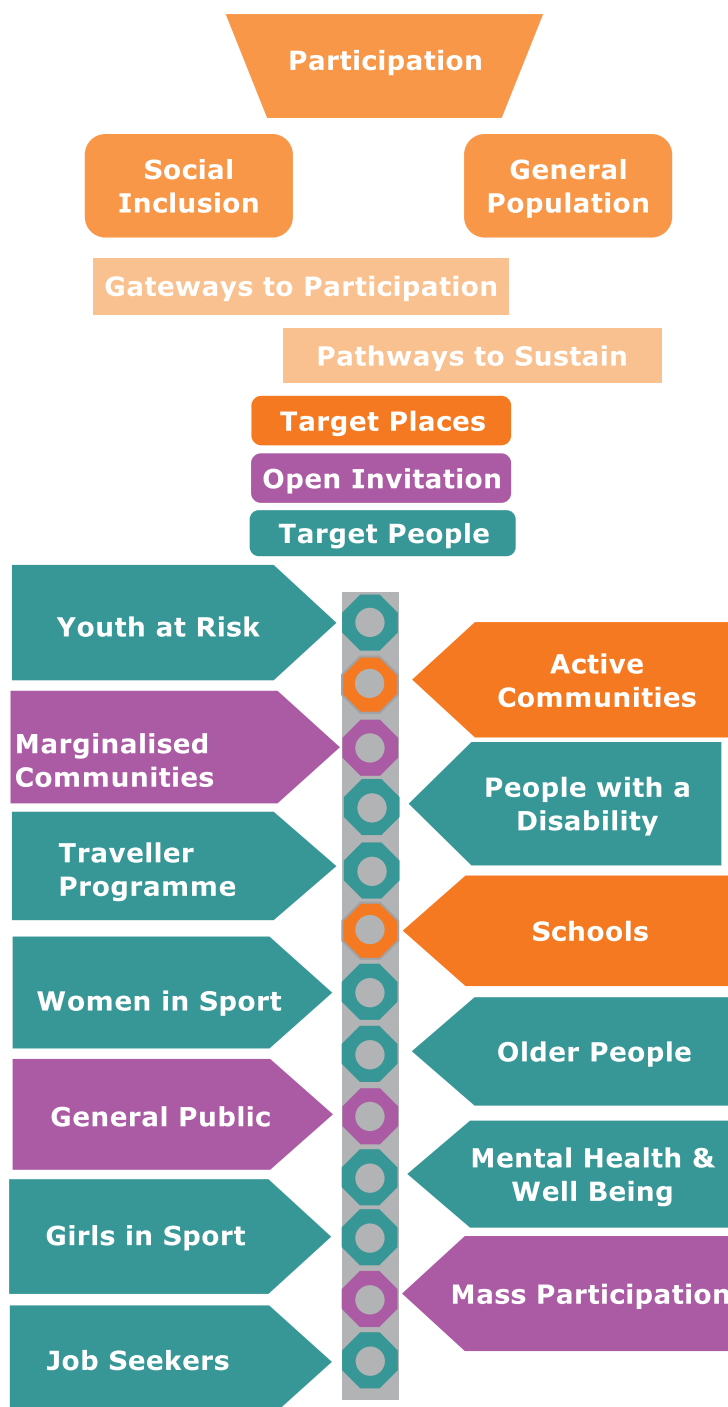 Participation
Social
Inclusion
General
Population
Gateways to Participation
Pathways to Sustain
Target Places
Open Invitation
Target People
Youth at Risk
Active
Communities
Marginalised
Communities
People with a
Disability
Traveller
Programme
Schools
Women in Sport
Older People
General Public
Mental Health &
Well Being
Girls in Sport
Mass Participation
Job Seekers